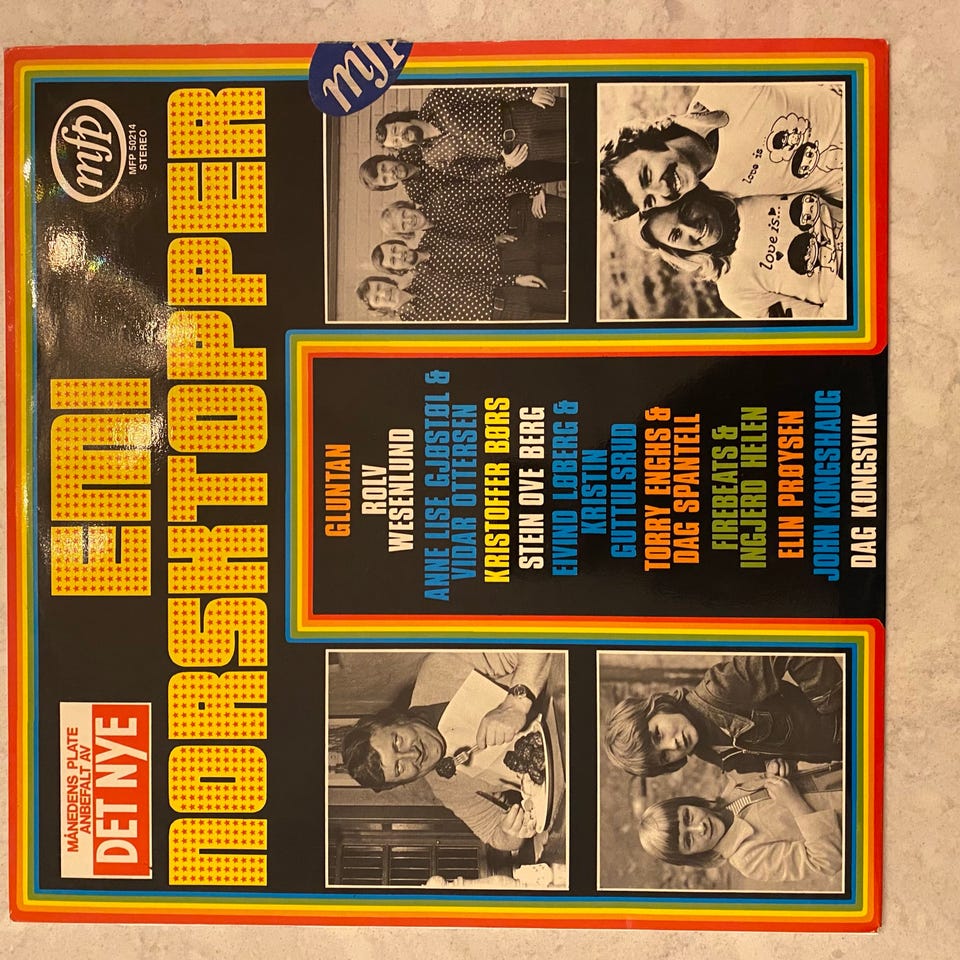 MÅNEDENS PLATE
ANBEFALT AV
DET NYE
EMI
mfp
MFP 50214
STEREO
NORSKTOPPER
mfp
GLUNTAN
ROLV
WESENLUND
ANNE LISE GJØSTØL &
VIDAR OTTERSEN
KRISTOFFER BØRS
STEIN OVE BERG
EIVIND LØBERG &
KRISTIN
GUTTULSRUD
TORRY ENGHS &
DAG SPANTELL
FIREBEATS &
INGJERD HELEN
ELIN PRØYSEN
JOHN KONGSHAUG
DAG KONGSVIK
love is...
love is